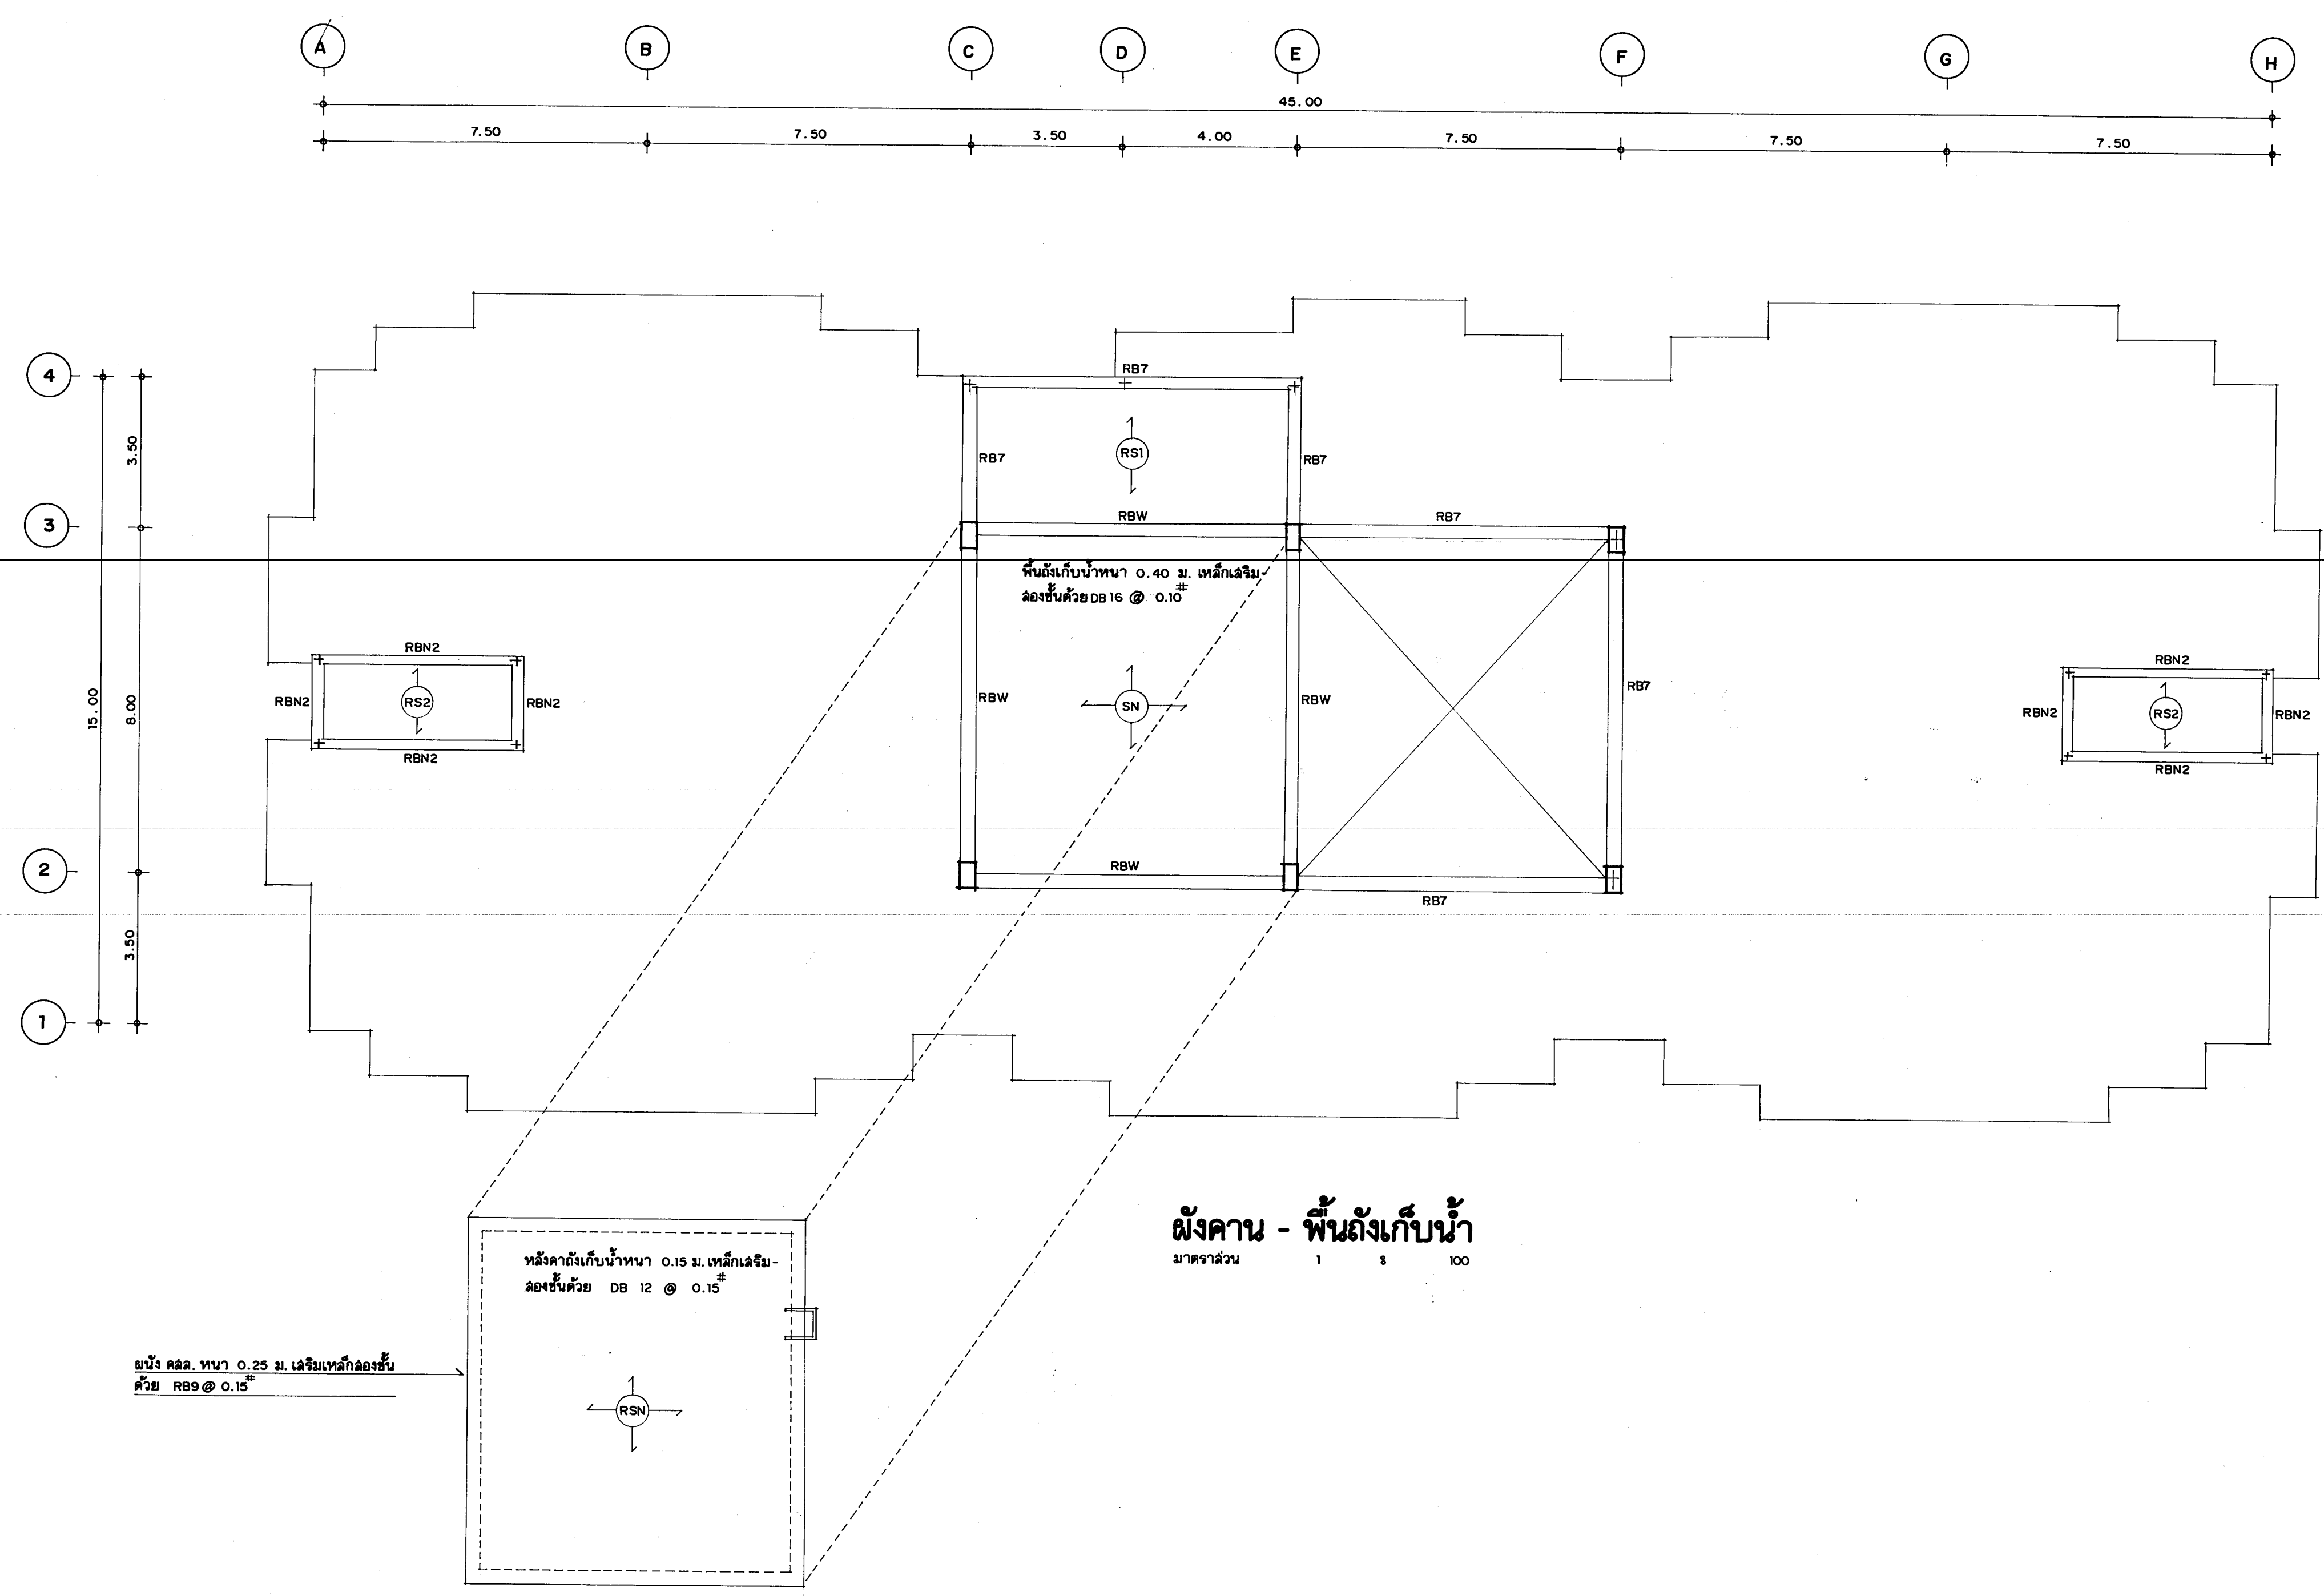 A B C D E F G H
45.00
7.50 7.50 3.50 4.00 7.50 7.50 7.50
4
3
2
1
15.00
3.50
8.00
3.50
RB7
RB7
RS1
RB7
RBW
RB7
พื้นถังเก็บน้ำหนา 0.40 ม. เหล็กเสริม-
สองชั้นด้วย DB 16 @ 0.10#
RBN2
RBN2
RS2
RBN2
RBN2
RBW
SN
RBW
RB7
RBN2
RBN2
RS2
RBN2
RBN2
RBW
RB7
ผังคาน - พื้นถังเก็บน้ำ
มาตราส่วน 1 : 100
หลังคาถังเก็บน้ำหนา 0.15 ม. เหล็กเสริม-
สองชั้นด้วย DB 12 @ 0.15#
ผนัง คสล. หนา 0.25 ม. เสริมเหล็กสองชั้น
ด้วย RB9 @ 0.15#
RSN